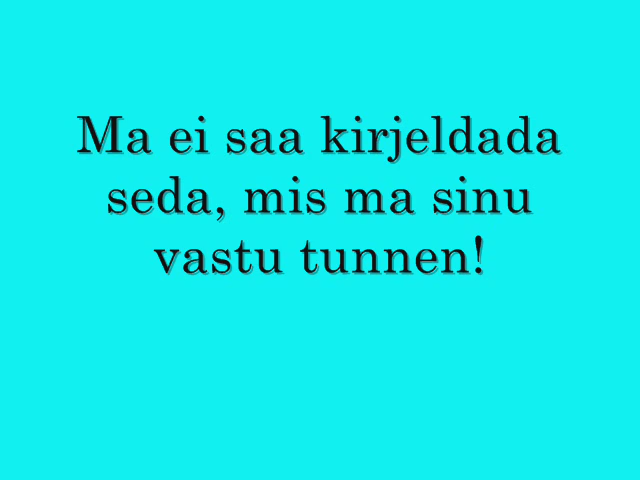 Ma ei saa kirjeldada
seda, mis ma sinu
vastu tunnen!